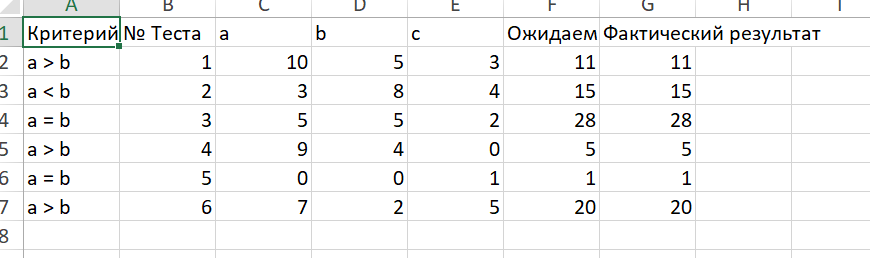 A B C D E F G H I
1 Критерий № Теста a b c Ожидаем Фактический результат
2 a > b 1 10 5 3 11 11
3 a < b 2 3 8 4 15 15
4 a = b 3 5 5 2 28 28
5 a > b 4 9 4 0 5 5
6 a = b 5 0 0 1 1 1
7 a > b 6 7 2 5 20 20
8